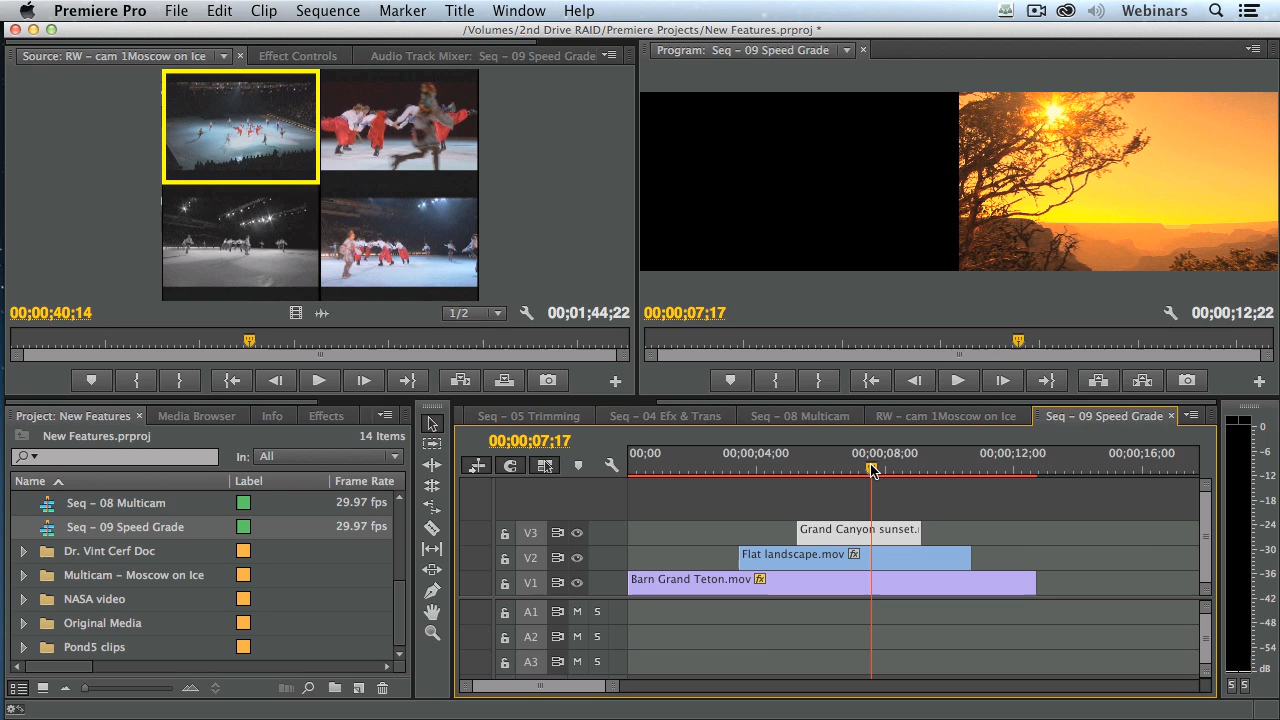 Premiere Pro File Edit Clip Sequence Marker Title Window Help Webinars
/Volumes/2nd Drive RAID/Premiere Projects/New Features.prproj *
Source: RW - cam 1Moscow on Ice × Effect Controls Audio Track Mixer: Seq - 09 Speed Grade
Program: Seq - 09 Speed Grade ×
00;00;40;14 1/2 00;01;44;22
00;00;07;17 00;00;12;22
Project: New Features × Media Browser Info Effects
New Features.prproj 14 Items
In: All
Name Label Frame Rate
Seq - 08 Multicam 29.97 fps
Seq - 09 Speed Grade 29.97 fps
Dr. Vint Cerf Doc
Multicam - Moscow on Ice
NASA video
Original Media
Pond5 clips
Seq - 05 Trimming Seq - 04 Efx & Trans Seq - 08 Multicam RW - cam 1Moscow on Ice Seq - 09 Speed Grade ×
00;00;07;17
00;00 00;00;04;00 00;00;08;00 00;00;12;00 00;00;16;00
V3 Grand Canyon sunset.
V2 Flat landscape.mov fx
V1 Barn Grand Teton.mov fx
A1 M S
A2 M S
A3 M S
0
-6
-12
-18
-24
-30
-36
-42
-48
-54
dB
S S